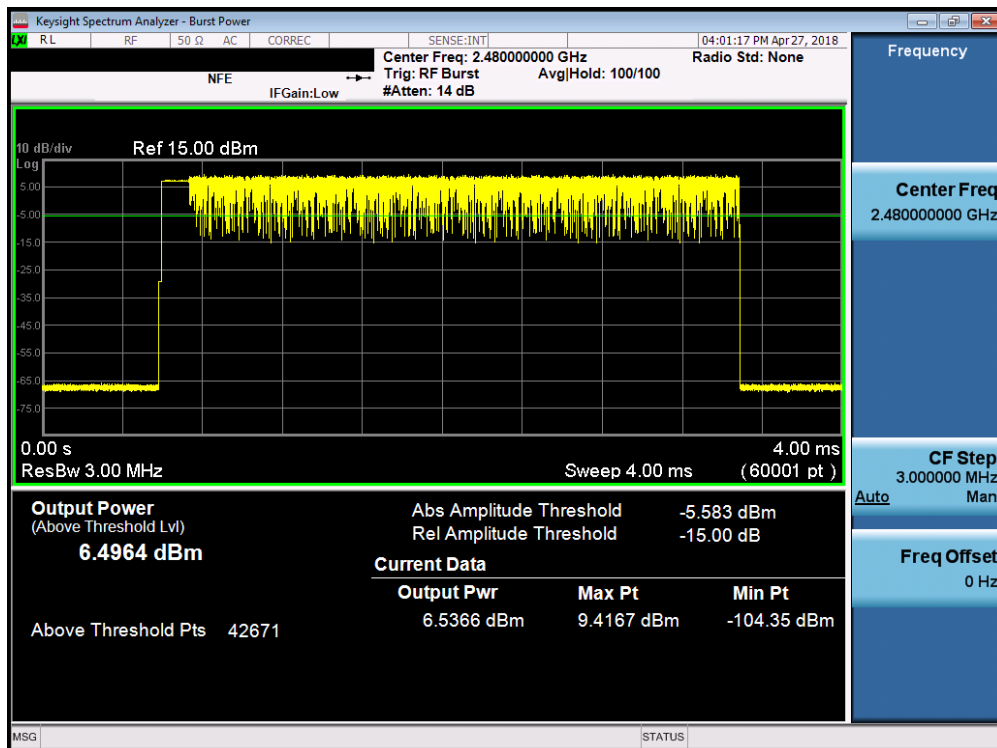 Keysight Spectrum Analyzer - Burst Power
LXI RL RF 50 Ω AC CORREC SENSE:INT 04:01:17 PM Apr 27, 2018
Center Freq: 2.480000000 GHz Radio Std: None
NFE Trig: RF Burst Avg|Hold: 100/100
IFGain:Low #Atten: 14 dB
Frequency
10 dB/div Ref 15.00 dBm
Log
5.00
-5.00
-15.0
-25.0
-35.0
-45.0
-55.0
-65.0
-75.0
0.00 s 4.00 ms
ResBw 3.00 MHz Sweep 4.00 ms (60001 pt)
Output Power
(Above Threshold Lvl)
6.4964 dBm
Above Threshold Pts 42671
Abs Amplitude Threshold -5.583 dBm
Rel Amplitude Threshold -15.00 dB
Current Data
Output Pwr Max Pt Min Pt
6.5366 dBm 9.4167 dBm -104.35 dBm
Center Freq
2.480000000 GHz
CF Step
3.000000 MHz
Auto Man
Freq Offset
0 Hz
MSG STATUS